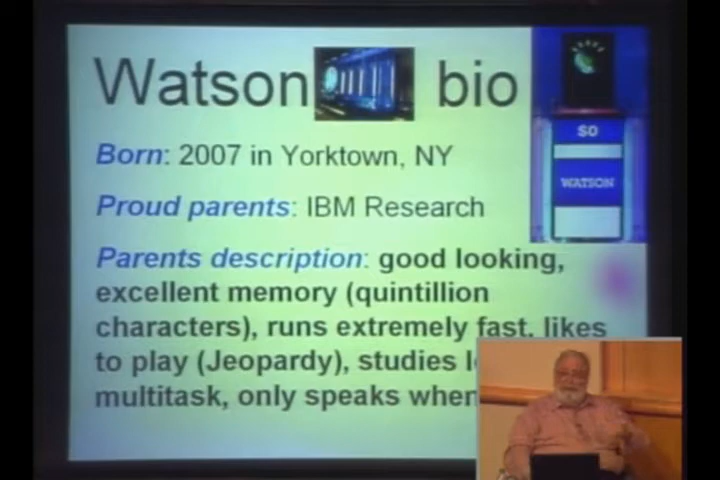 Watson bio
SO
WATSON
Born: 2007 in Yorktown, NY
Proud parents: IBM Research
Parents description: good looking,
excellent memory (quintillion
characters), runs extremely fast, likes
to play (Jeopardy), studies
multitask, only speaks when